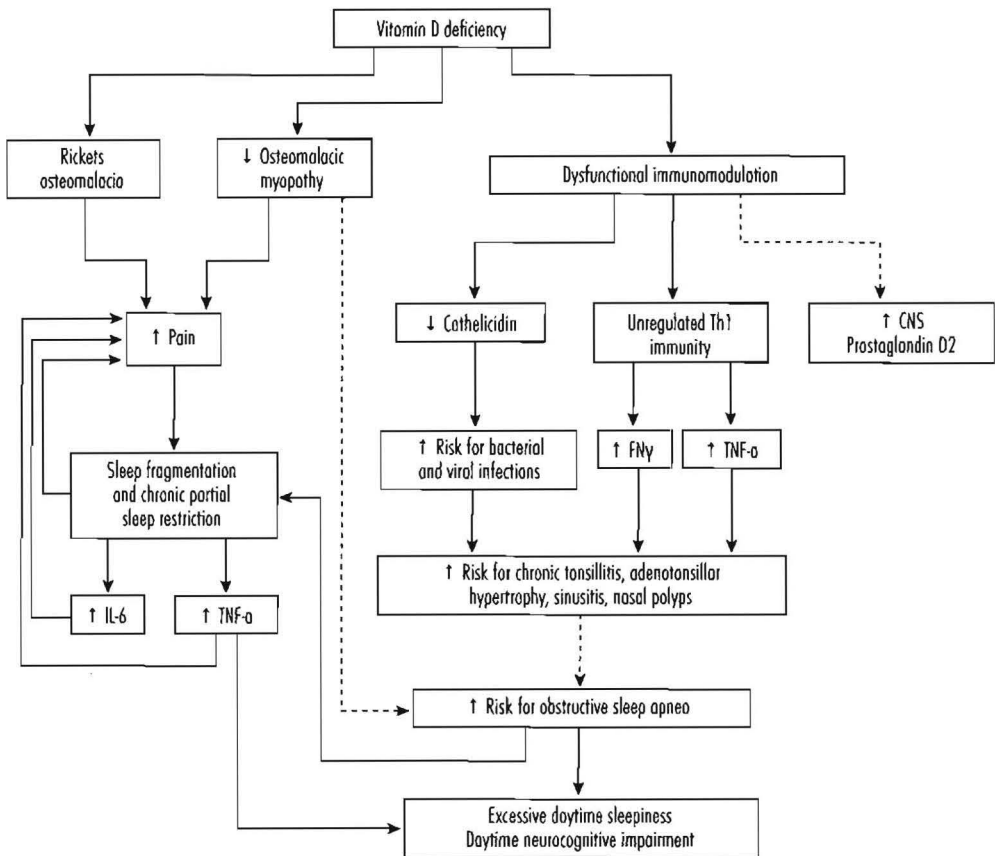 Vitamin D deficiency
Rickets
osteomalacia
↓ Osteomalacic
myopathy
Dysfunctional immunomodulation
↑ Pain
↓ Cathelicidin
Unregulated Th1
immunity
↑ CNS
Prostaglandin D2
Sleep fragmentation
and chronic partial
sleep restriction
↑ Risk for bacterial
and viral infections
↑ FNγ
↑ TNF-α
↑ IL-6
↑ TNF-α
↑ Risk for chronic tonsillitis, adenotonsillar
hypertrophy, sinusitis, nasal polyps
↑ Risk for obstructive sleep apnea
Excessive daytime sleepiness
Daytime neurocognitive impairment